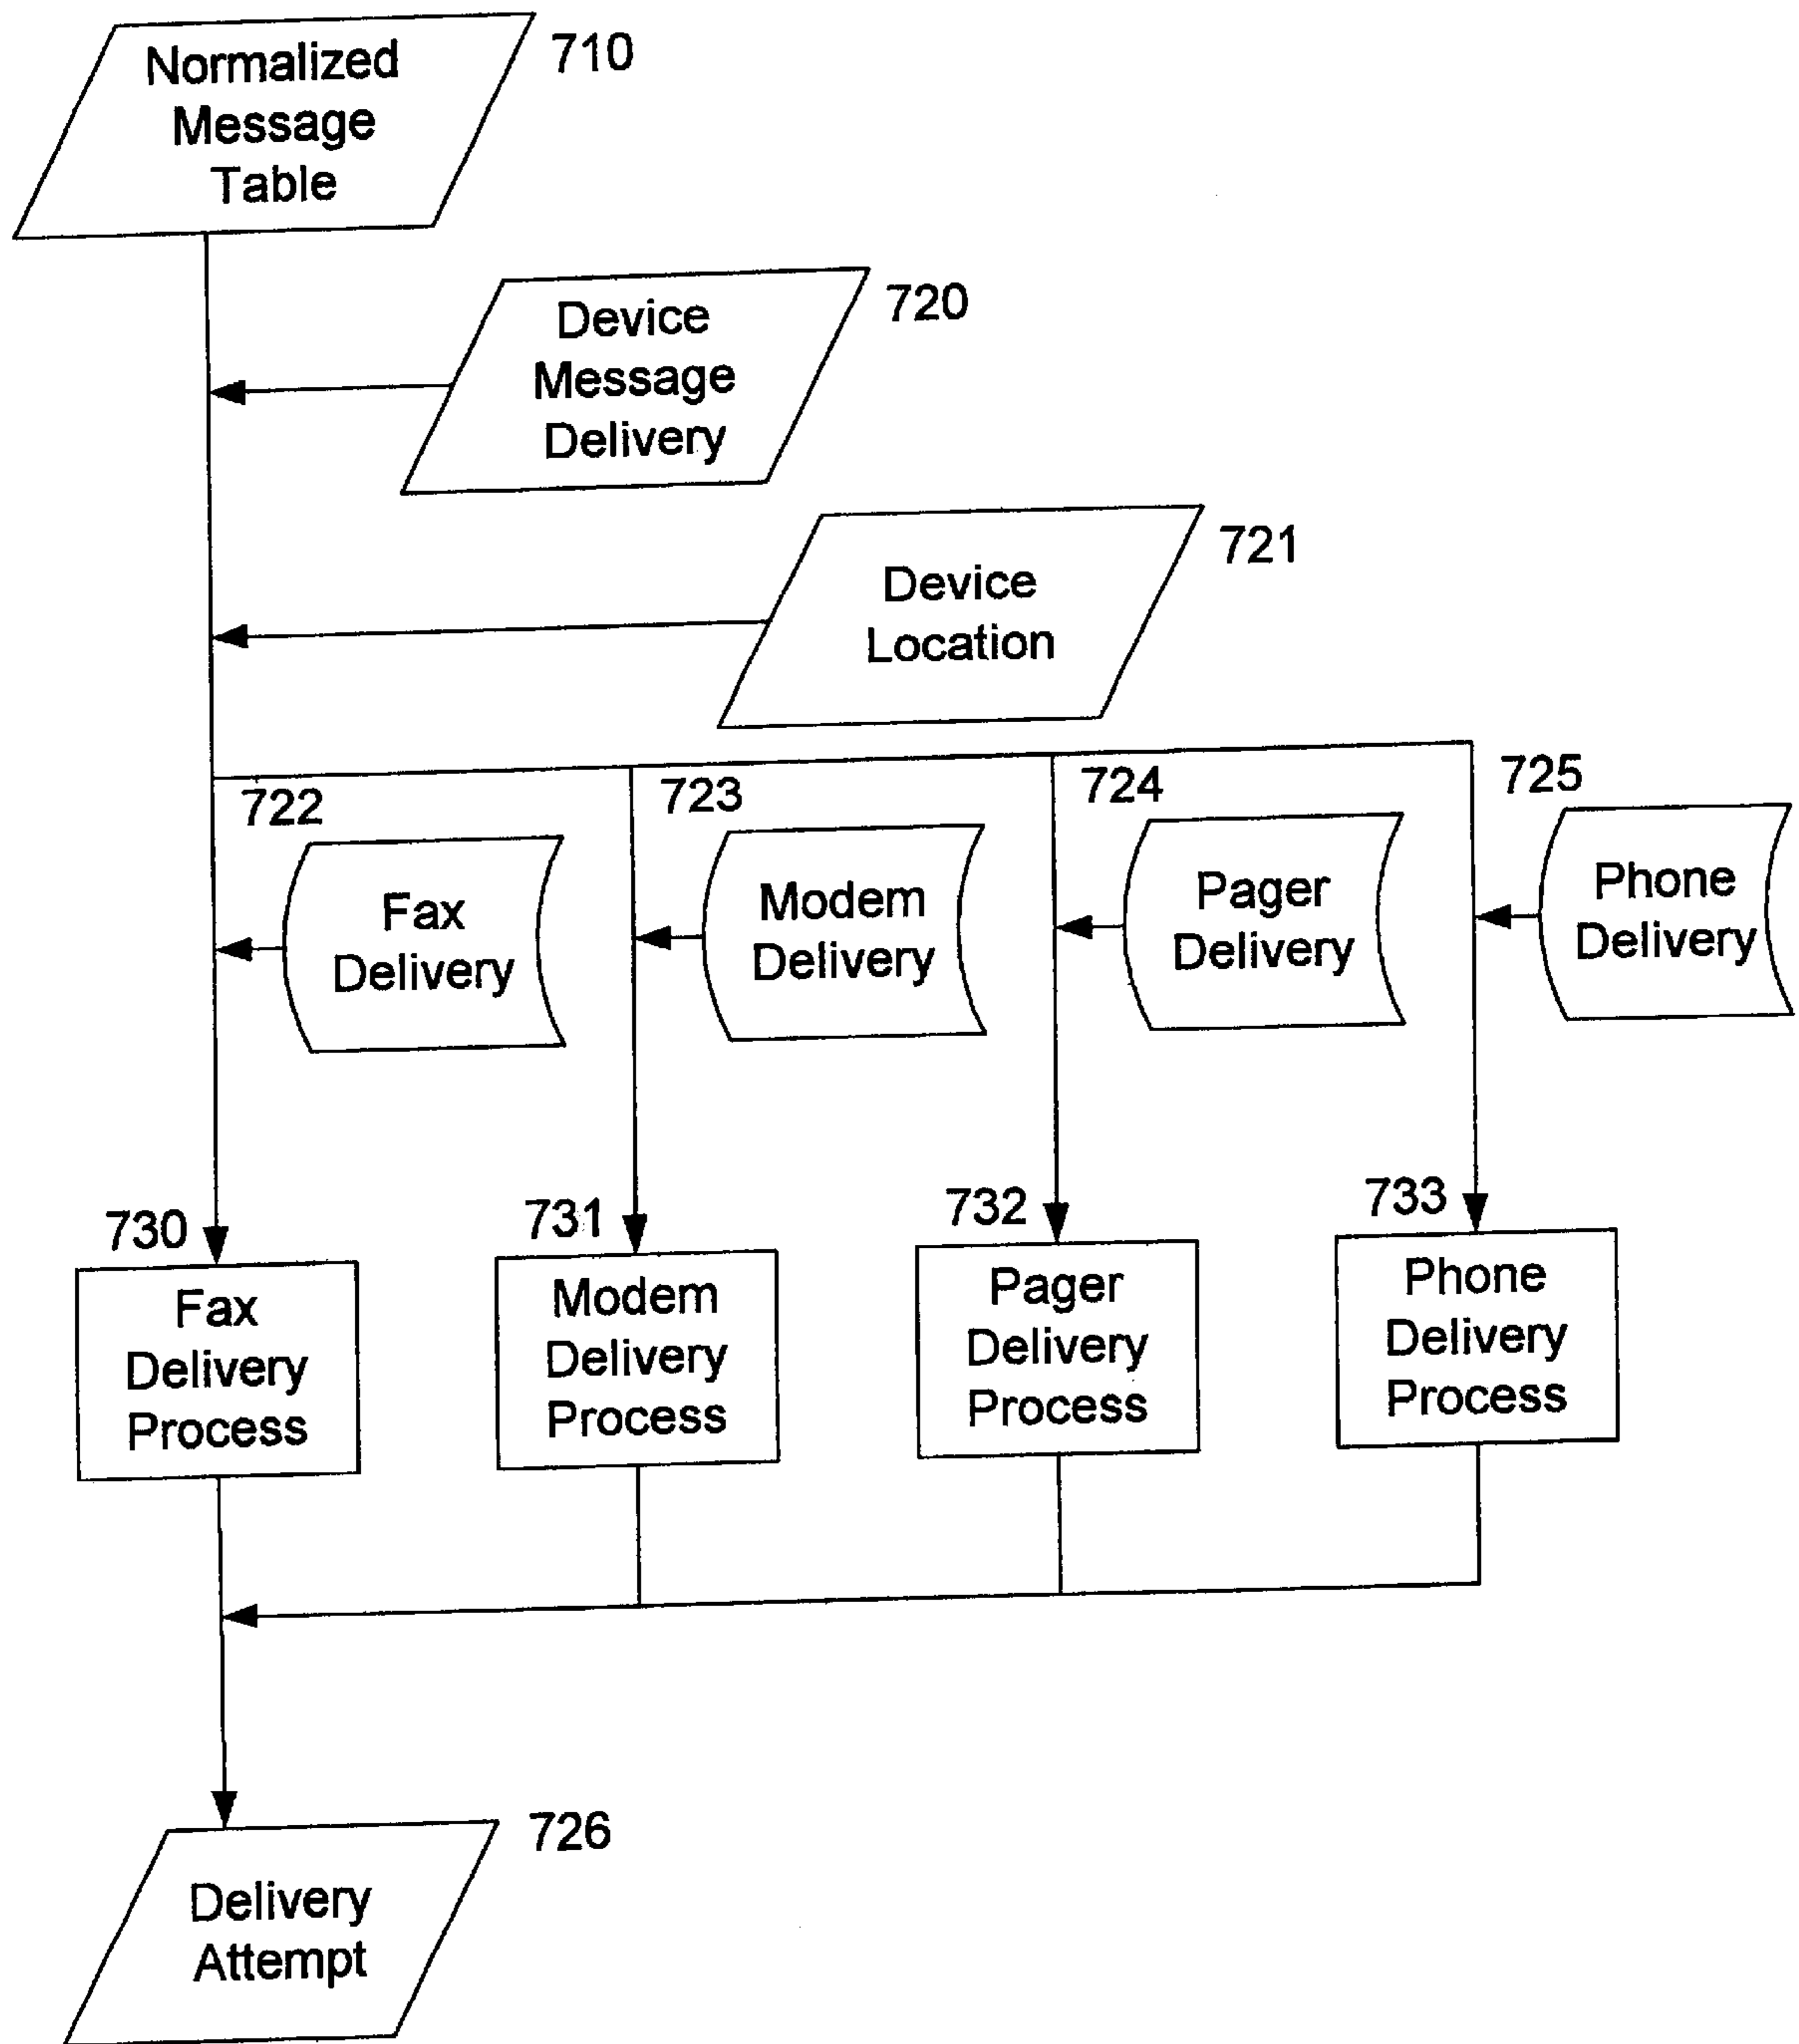 Normalized
Message
Table
710
Device
Message
Delivery
720
Device
Location
721
722
723
724
725
Fax
Delivery
Modem
Delivery
Pager
Delivery
Phone
Delivery
730
731
732
733
Fax
Delivery
Process
Modem
Delivery
Process
Pager
Delivery
Process
Phone
Delivery
Process
726
Delivery
Attempt